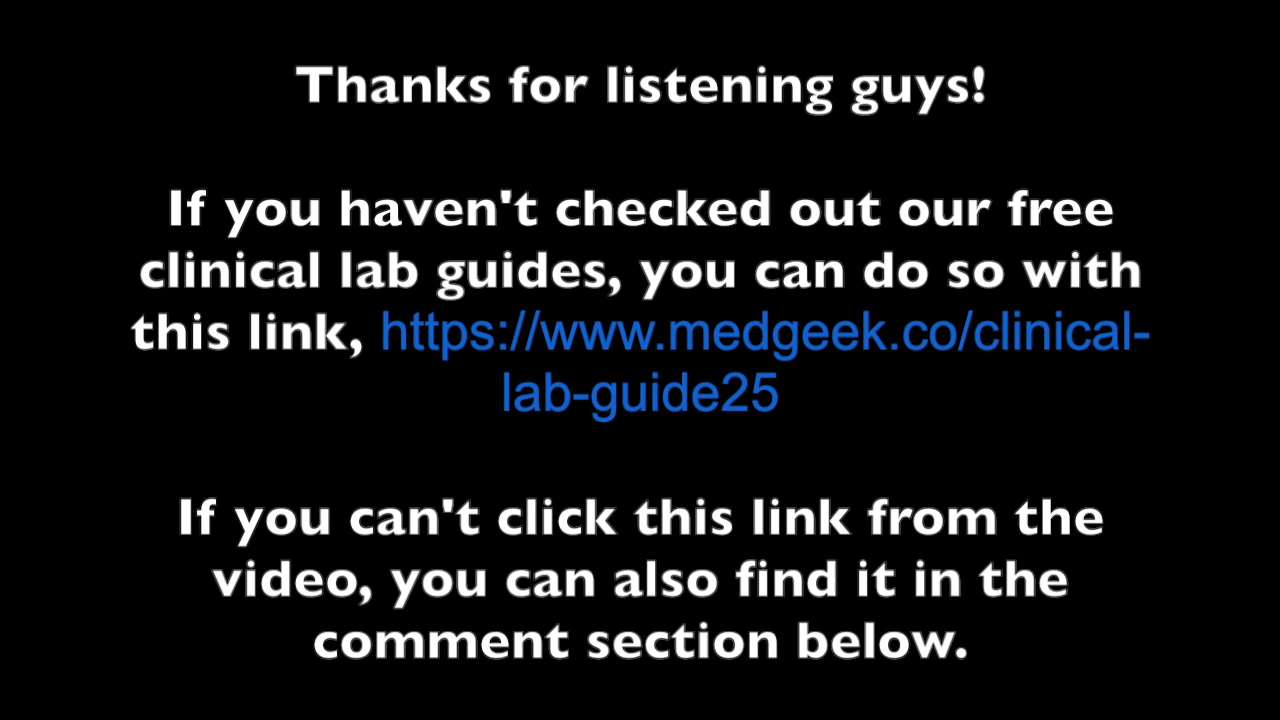 Thanks for listening guys!
If you haven't checked out our free
clinical lab guides, you can do so with
this link, https://www.medgeek.co/clinical-
lab-guide25
If you can't click this link from the
video, you can also find it in the
comment section below.